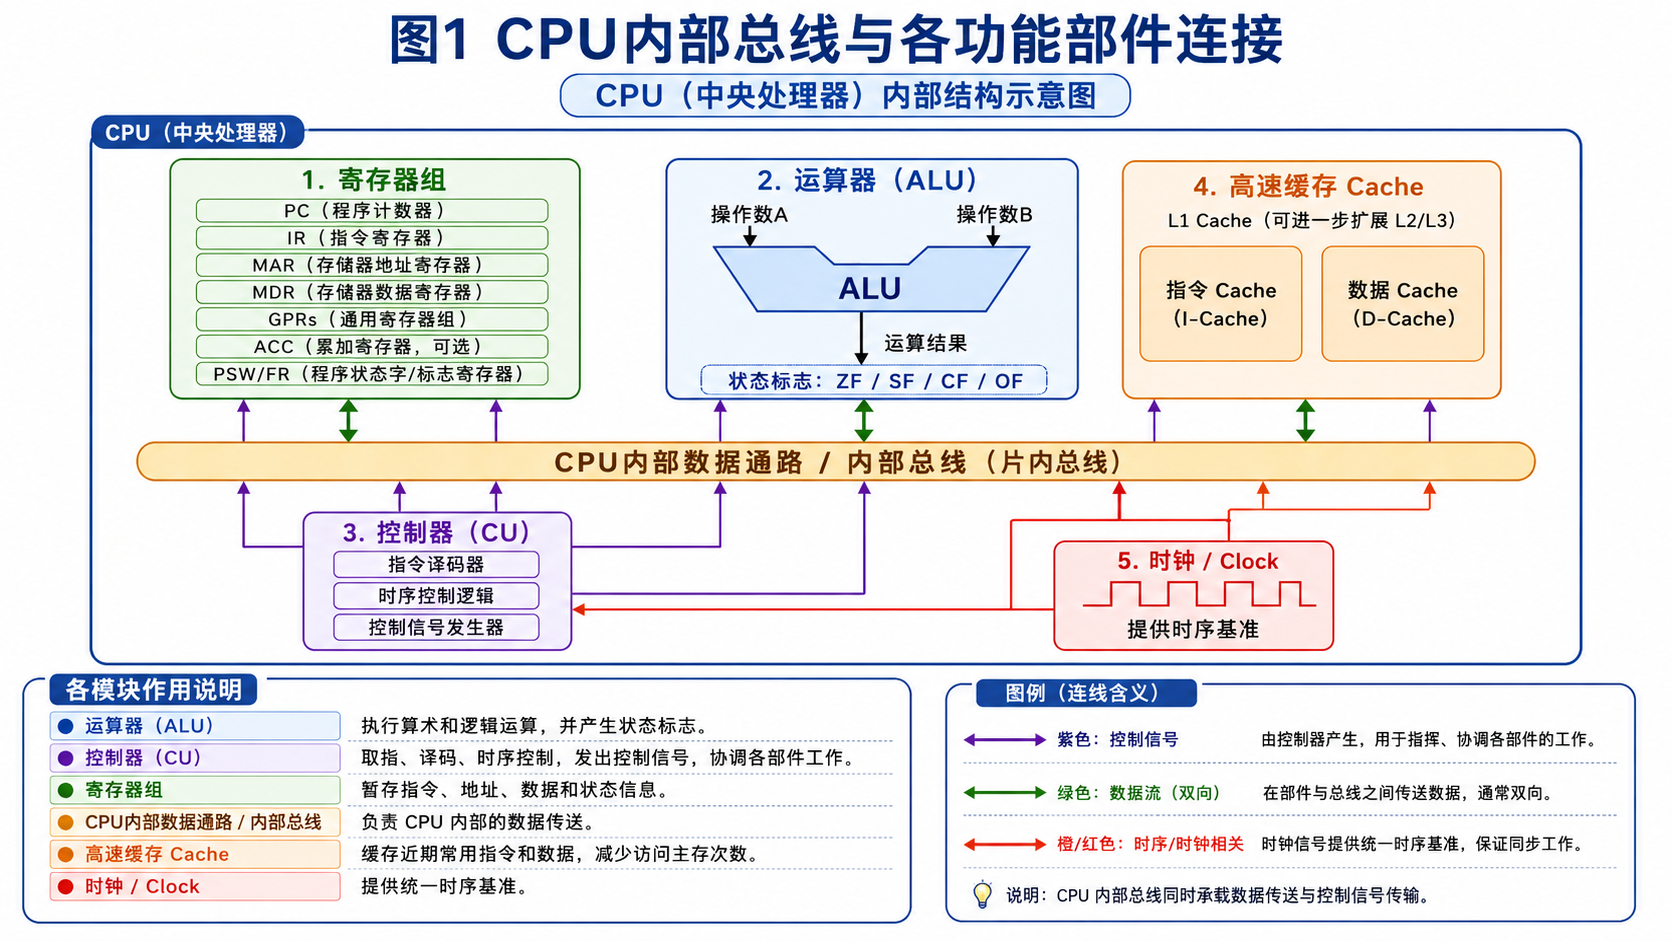 图1 CPU内部总线与各功能部件连接
CPU（中央处理器）内部结构示意图
CPU（中央处理器）
1. 寄存器组
PC（程序计数器）
IR（指令寄存器）
MAR（存储器地址寄存器）
MDR（存储器数据寄存器）
GPRs（通用寄存器组）
ACC（累加寄存器，可选）
PSW/FR（程序状态字/标志寄存器）
2. 运算器（ALU）
操作数A
操作数B
ALU
运算结果
状态标志：ZF / SF / CF / OF
4. 高速缓存 Cache
L1 Cache（可进一步扩展 L2/L3）
指令 Cache
（I-Cache）
数据 Cache
（D-Cache）
CPU内部数据通路 / 内部总线（片内总线）
3. 控制器（CU）
指令译码器
时序控制逻辑
控制信号发生器
5. 时钟 / Clock
提供时序基准
各模块作用说明
运算器（ALU） 执行算术和逻辑运算，并产生状态标志。
控制器（CU） 取指、译码、时序控制，发出控制信号，协调各部件工作。
寄存器组 暂存指令、地址、数据和状态信息。
CPU内部数据通路 / 内部总线 负责 CPU 内部的数据传送。
高速缓存 Cache 缓存近期常用指令和数据，减少访问主存次数。
时钟 / Clock 提供统一时序基准。
图例（连线含义）
紫色：控制信号 由控制器产生，用于指挥、协调各部件的工作。
绿色：数据流（双向） 在部件与总线之间传送数据，通常双向。
橙/红色：时序/时钟相关 时钟信号提供统一时序基准，保证同步工作。
说明：CPU 内部总线同时承载数据传送与控制信号传输。